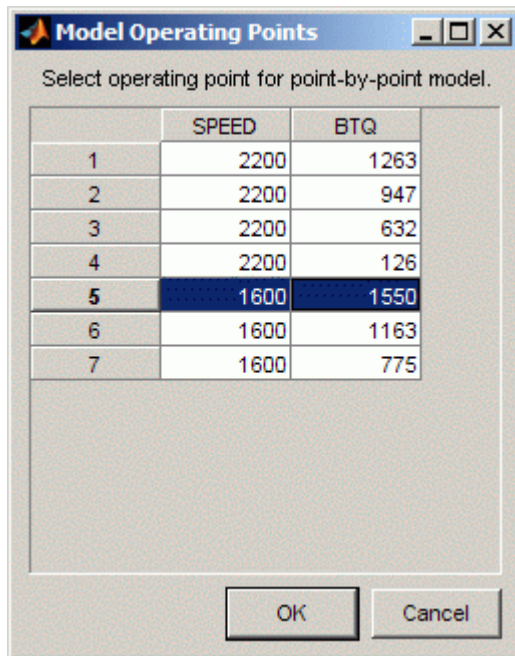 Model Operating Points
Select operating point for point-by-point model.
SPEED BTQ
1 2200 1263
2 2200 947
3 2200 632
4 2200 126
5 1600 1550
6 1600 1163
7 1600 775
OK Cancel